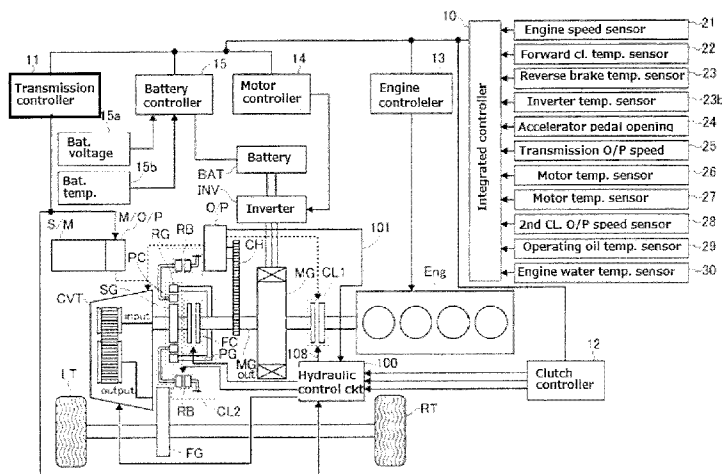 10
21
Engine speed sensor
22
Forward cl. temp. sensor
23
Reverse brake temp. sensor
23b
Inverter temp. sensor
24
Accelerator pedal opening
25
Transmission O/P speed
26
Motor temp. sensor
27
Motor temp. sensor
28
2nd CL. O/P speed sensor
29
Operating oil temp. sensor
30
Engine water temp. sensor
Integrated controller
11
Transmission controller
15
Battery controller
14
Motor controller
13
Engine controleler
15a
Bat. voltage
15b
Bat. temp.
Battery
BAT
INV
Inverter
S/M
M/O/P
O/P
RG
RB
PC
SG
CVT
CH
MG
CL1
101
Eng
input
output
FC
PG
MG out
108
100
Hydraulic control ckt
12
Clutch controller
LT
RB
CL2
FG
RT